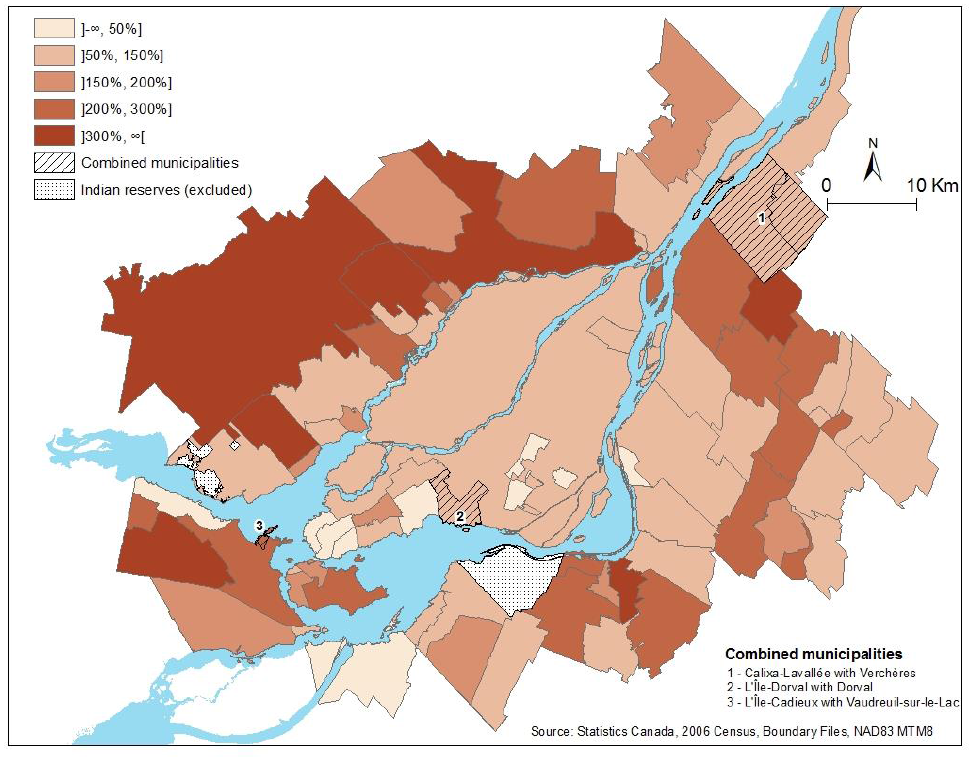 ]-∞, 50%]
]50%, 150%]
]150%, 200%]
]200%, 300%]
]300%, ∞[
Combined municipalities
Indian reserves (excluded)
N
0 10 Km
1
2
3
Combined municipalities
1 - Calixa-Lavallée with Verchères
2 - L'Île-Dorval with Dorval
3 - L'Île-Cadieux with Vaudreuil-sur-le-Lac
Source: Statistics Canada, 2006 Census, Boundary Files, NAD83 MTM8